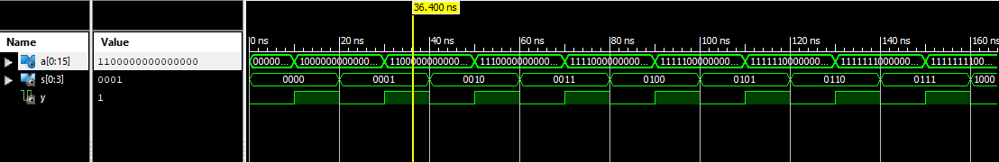 36.400 ns
Name Value 0 ns 20 ns 40 ns 60 ns 80 ns 100 ns 120 ns 140 ns 160 ns
a[0:15] 1100000000000000 00000... 1000000000000... 1100000000000... 1110000000000... 1111000000000... 1111100000000... 1111110000000... 1111111000000... 1111111100...
s[0:3] 0001 0000 0001 0010 0011 0100 0101 0110 0111 1000
y 1